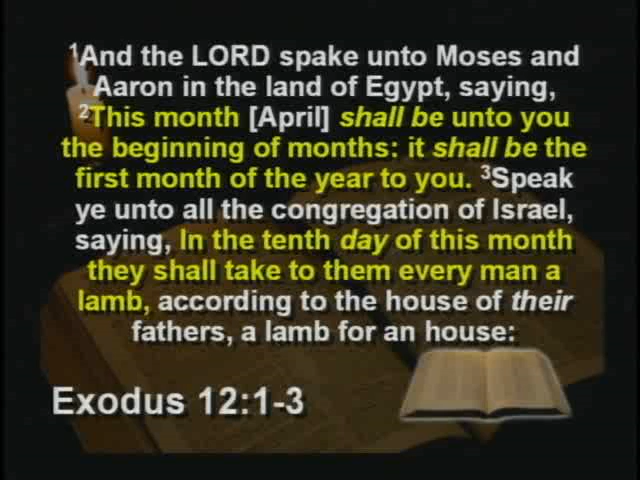 ¹And the LORD spake unto Moses and
Aaron in the land of Egypt, saying,
²This month [April] shall be unto you
the beginning of months: it shall be the
first month of the year to you. ³Speak
ye unto all the congregation of Israel,
saying, In the tenth day of this month
they shall take to them every man a
lamb, according to the house of their
fathers, a lamb for an house:
Exodus 12:1-3